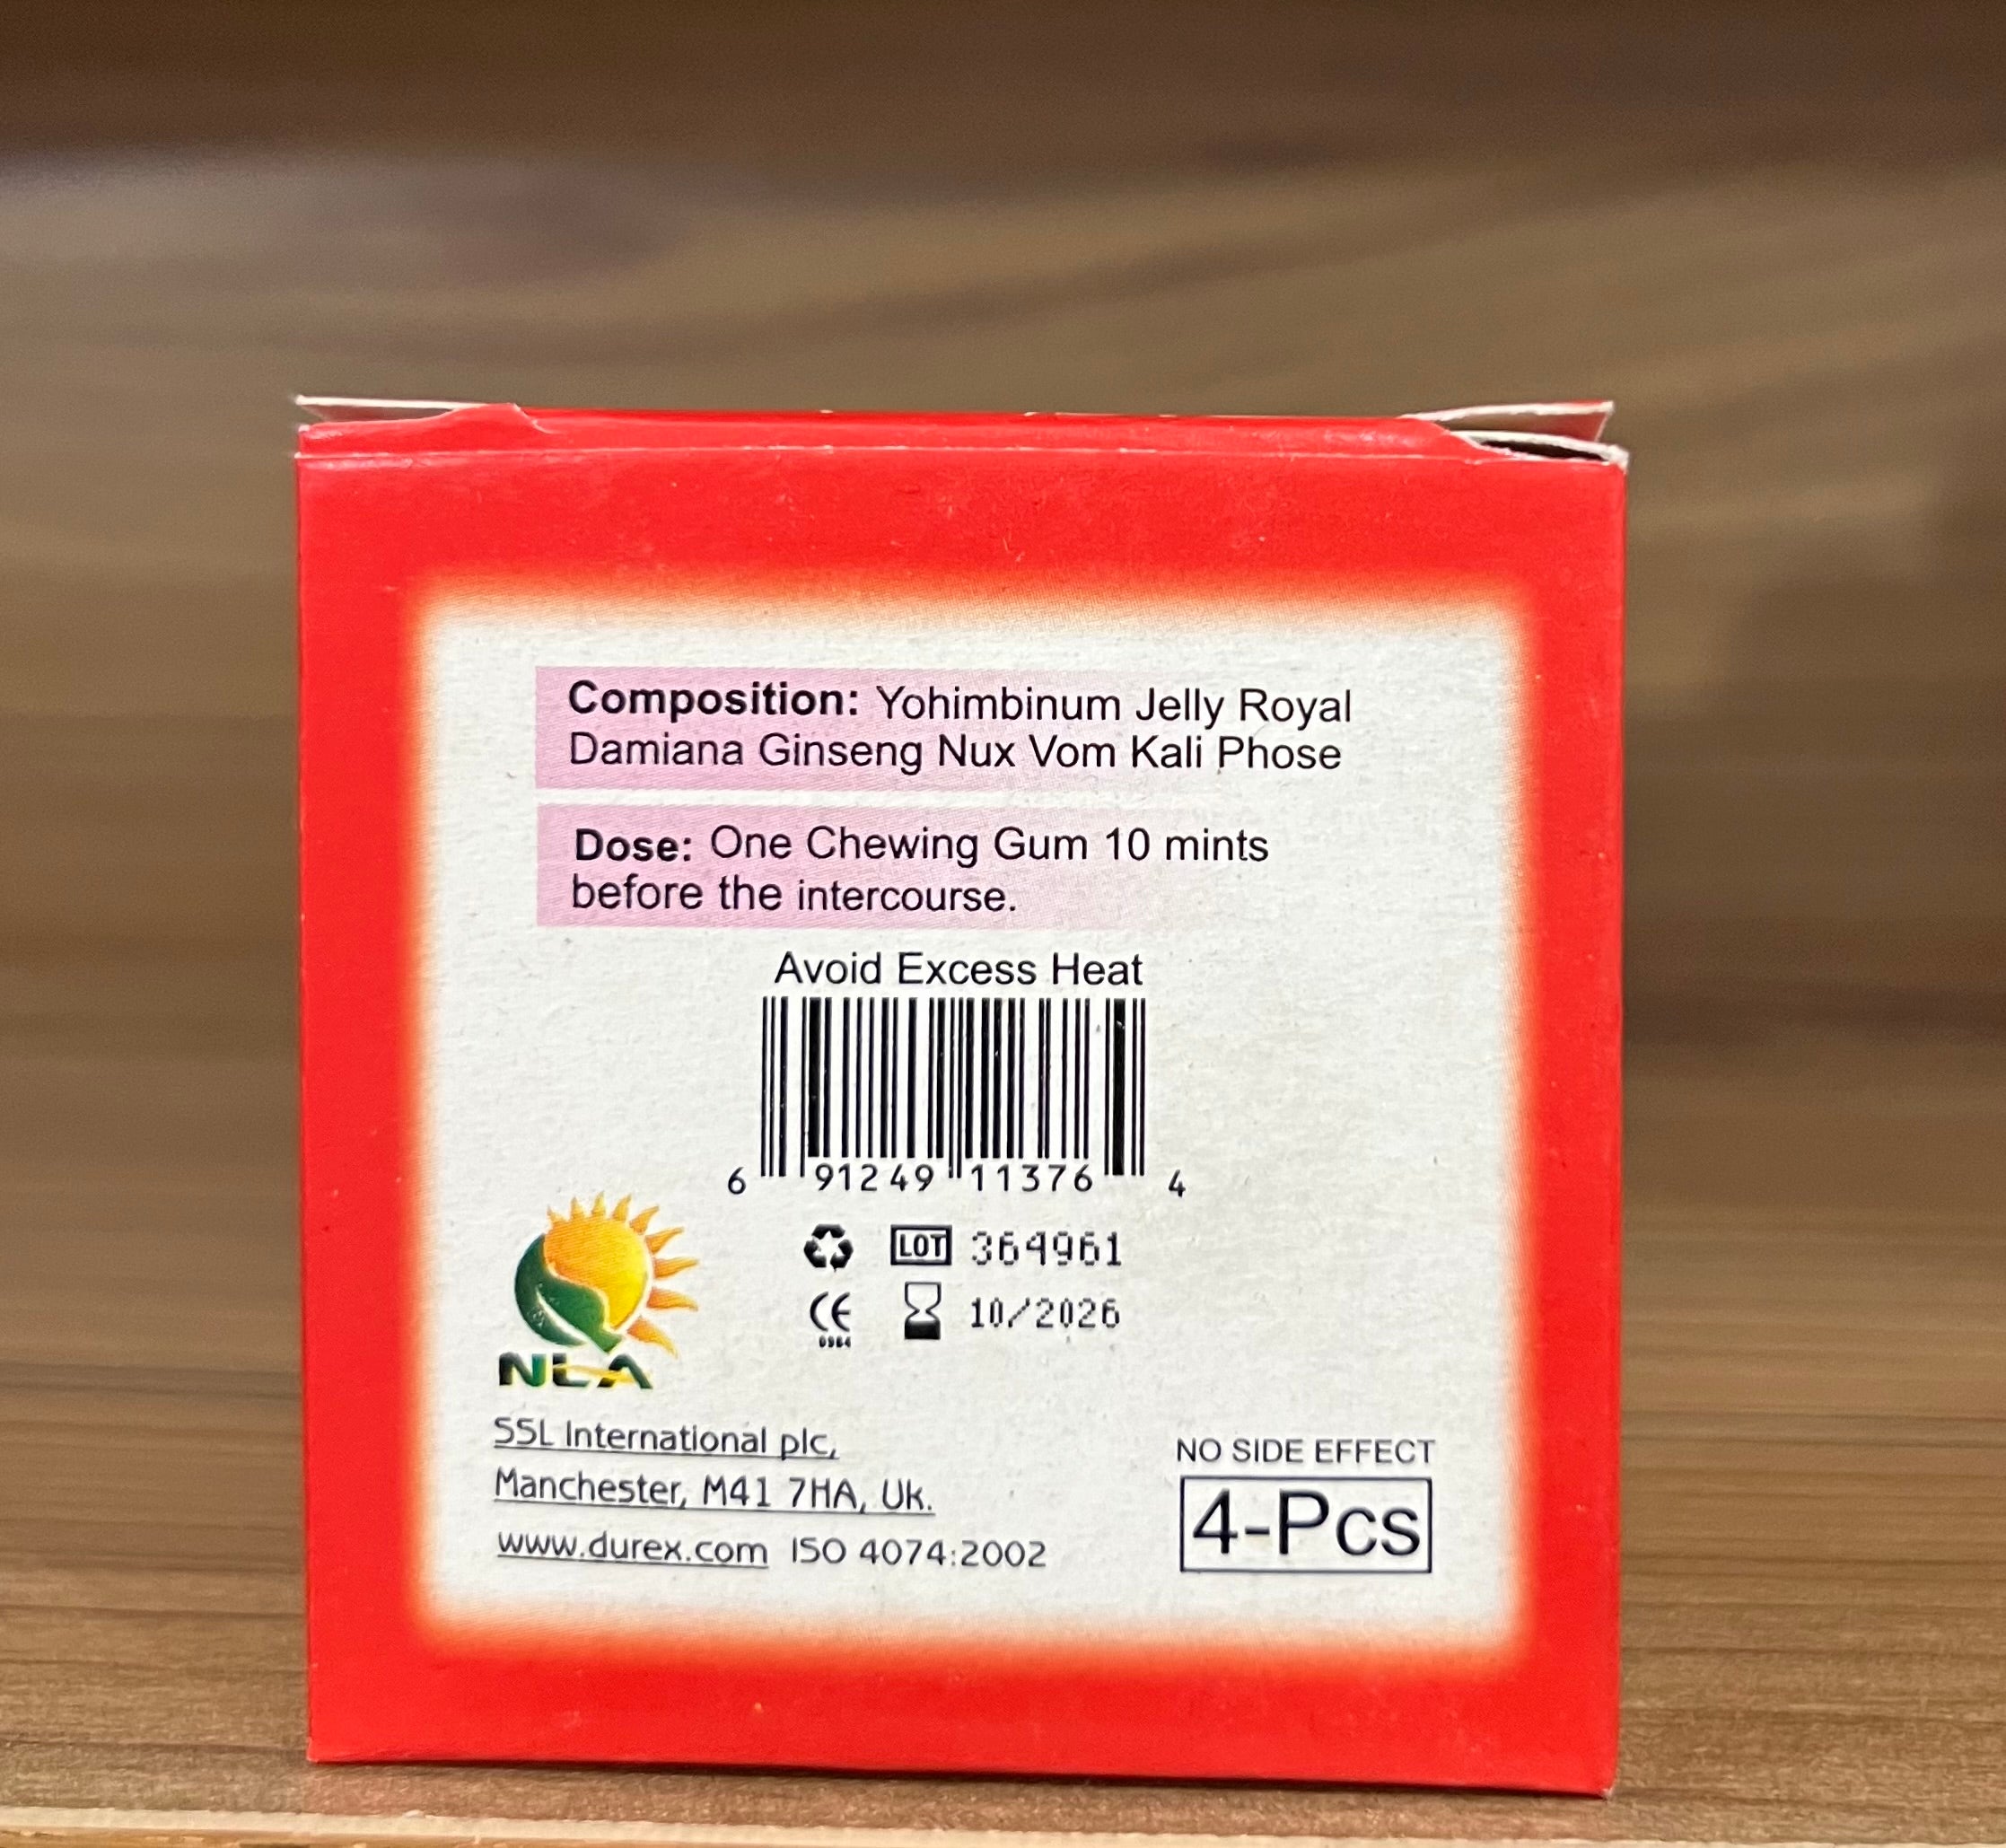 Composition: Yohimbinum Jelly Royal
Damiana Ginseng Nux Vom Kali Phose
Dose: One Chewing Gum 10 mints
before the intercourse.
Avoid Excess Heat
6 91249 11376 4
LOT 364961
CE 10/2026
0984
NLA
SSL International plc,
Manchester, M41 7HA, Uk.
www.durex.com ISO 4074:2002
NO SIDE EFFECT
4-Pcs